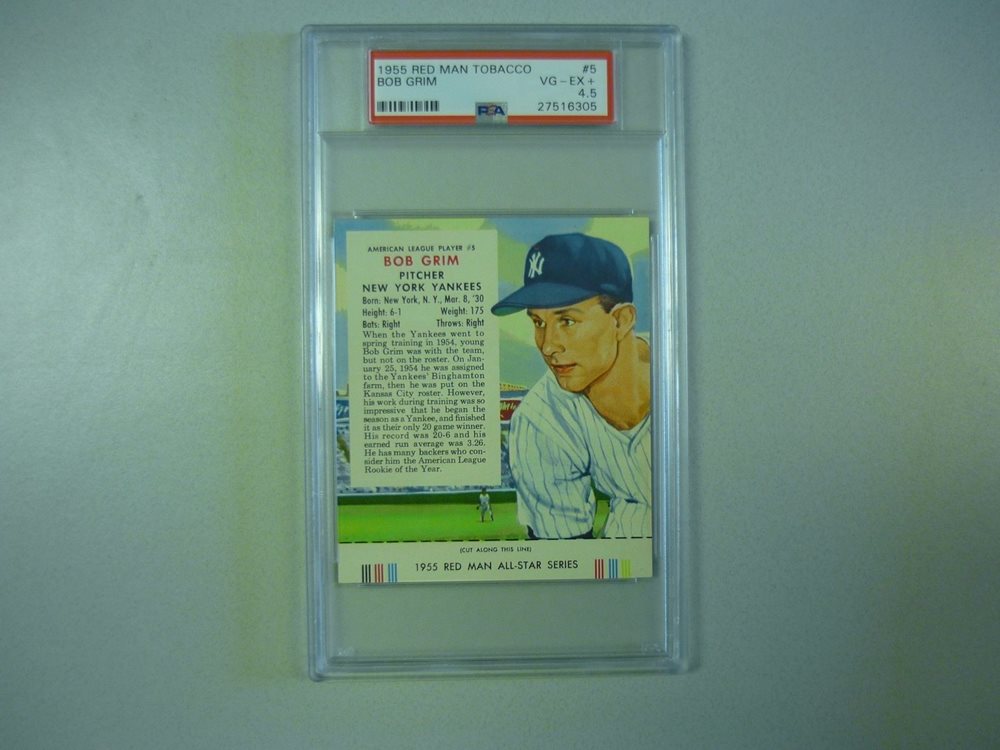 1955 RED MAN TOBACCO #5
BOB GRIM VG - EX +
4.5
PSA 27516305
AMERICAN LEAGUE PLAYER #5
BOB GRIM
PITCHER
NEW YORK YANKEES
Born: New York, N. Y., Mar. 8, '30
Height: 6-1 Weight: 175
Bats: Right Throws: Right
When the Yankees went to
spring training in 1954, young
Bob Grim was with the team,
but not on the roster. On Jan-
uary 25, 1954 he was assigned
to the Yankees' Binghamton
farm, then he was put on the
Kansas City roster. However,
his work during training was so
impressive that he began the
season as a Yankee, and finished
it as their only 20 game winner.
His record was 20-6 and his
earned run average was 3.26.
He has many backers who con-
sider him the American League
Rookie of the Year.
NY
(CUT ALONG THIS LINE)
1955 RED MAN ALL-STAR SERIES